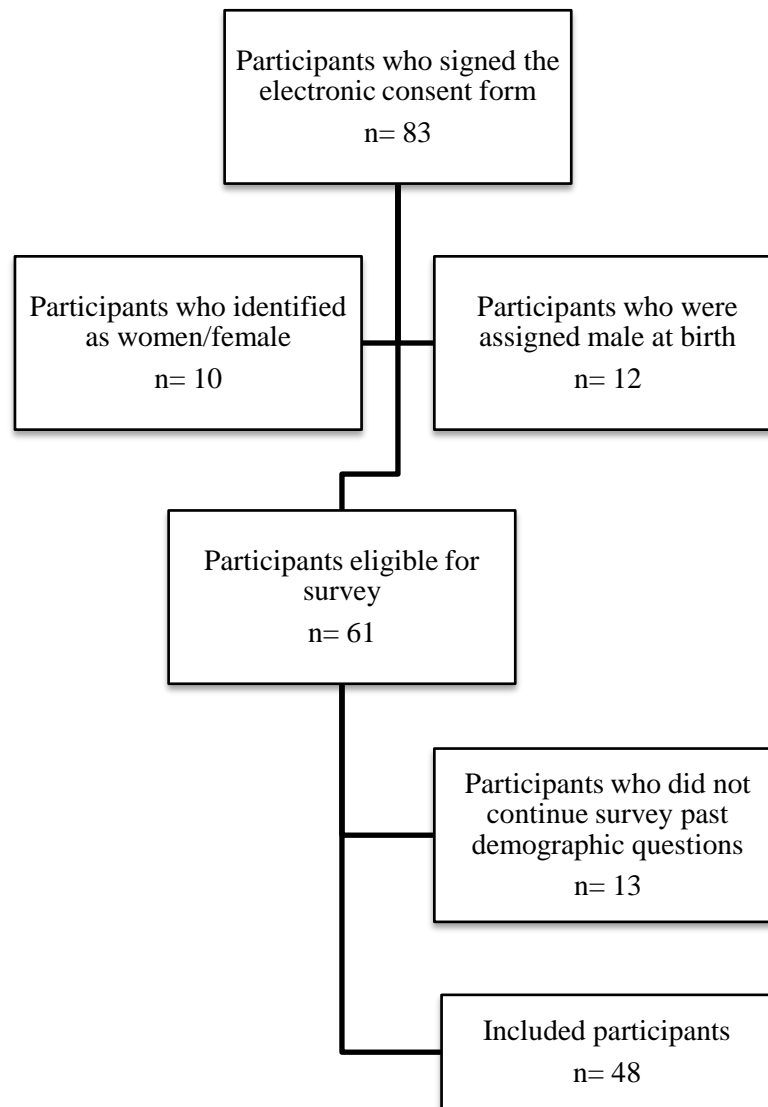 Participants who signed the
electronic consent form
n= 83
Participants who identified
as women/female
n= 10
Participants who were
assigned male at birth
n= 12
Participants eligible for
survey
n= 61
Participants who did not
continue survey past
demographic questions
n= 13
Included participants
n= 48